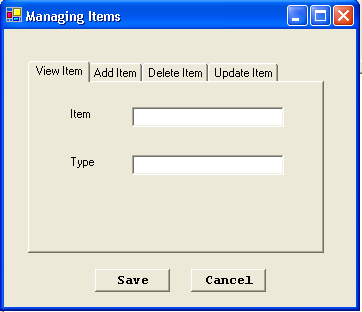 Managing Items
View Item Add Item Delete Item Update Item
Item
Type
Save Cancel